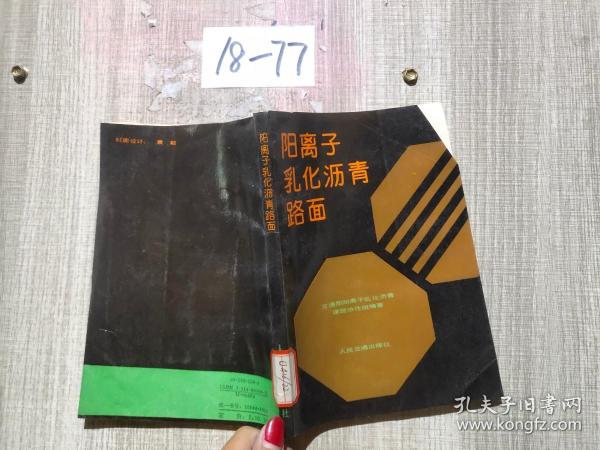 18-77
封面设计：
阳离子
乳化沥青
路面
阳离子乳化沥青路面
交通部阳离子乳化沥青
课题协作组编著
人民交通出版社
社
孔夫子旧书网
book.kongfz.com